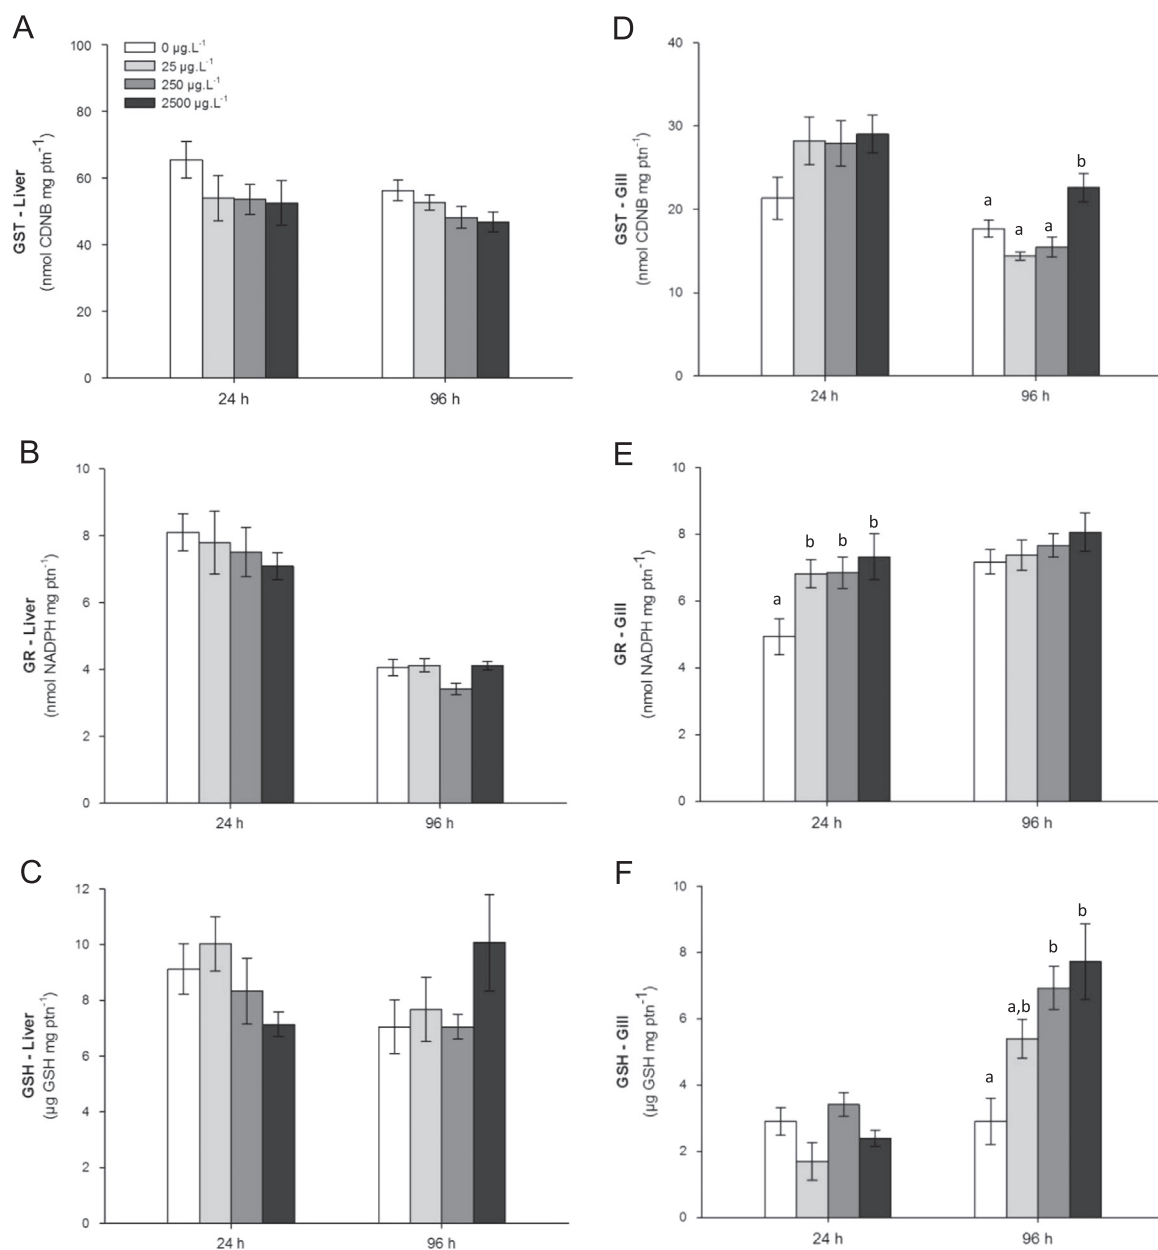 A
100
80
60
40
20
0
GST - Liver
(nmol CDNB mg ptn⁻¹)
0 µg.L⁻¹
25 µg.L⁻¹
250 µg.L⁻¹
2500 µg.L⁻¹
24 h
96 h
D
40
30
20
10
0
GST - Gill
(nmol CDNB mg ptn⁻¹)
a
a
a
b
24 h
96 h
B
10
8
6
4
2
0
GR - Liver
(nmol NADPH mg ptn⁻¹)
24 h
96 h
E
10
8
6
4
2
0
GR - Gill
(nmol NADPH mg ptn⁻¹)
a
b
b
b
24 h
96 h
C
12
10
8
6
4
2
0
GSH - Liver
(µg GSH mg ptn⁻¹)
24 h
96 h
F
10
8
6
4
2
0
GSH - Gill
(µg GSH mg ptn⁻¹)
a
a,b
b
b
24 h
96 h